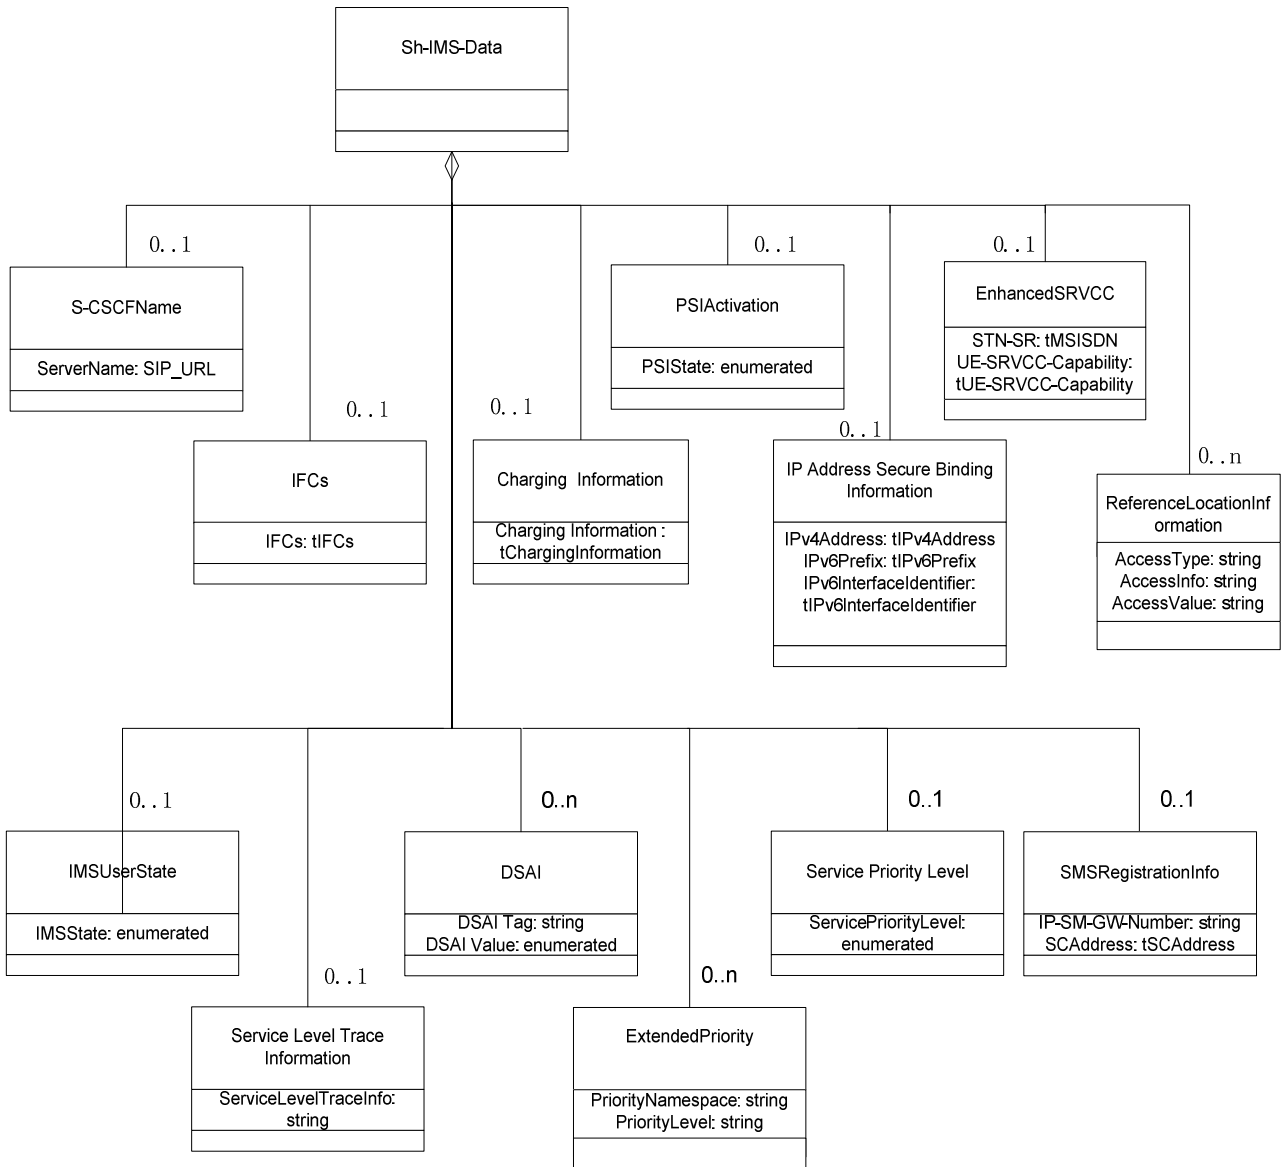 Sh-IMS-Data
0..1
S-CSCFName
ServerName: SIP_URL
0..1
IFCs
IFCs: tIFCs
0..1
Charging Information
Charging Information :
tChargingInformation
0..1
PSIActivation
PSIState: enumerated
0..1
IP Address Secure Binding
Information
IPv4Address: tIPv4Address
IPv6Prefix: tIPv6Prefix
IPv6InterfaceIdentifier:
tIPv6InterfaceIdentifier
0..1
EnhancedSRVCC
STN-SR: tMSISDN
UE-SRVCC-Capability:
tUE-SRVCC-Capability
0..n
ReferenceLocationInf
ormation
AccessType: string
AccessInfo: string
AccessValue: string
0..1
IMSUserState
IMSState: enumerated
0..1
Service Level Trace
Information
ServiceLevelTraceInfo:
string
0..n
DSAI
DSAI Tag: string
DSAI Value: enumerated
0..n
ExtendedPriority
PriorityNamespace: string
PriorityLevel: string
0..1
Service Priority Level
ServicePriorityLevel:
enumerated
0..1
SMSRegistrationInfo
IP-SM-GW-Number: string
SCAddress: tSCAddress